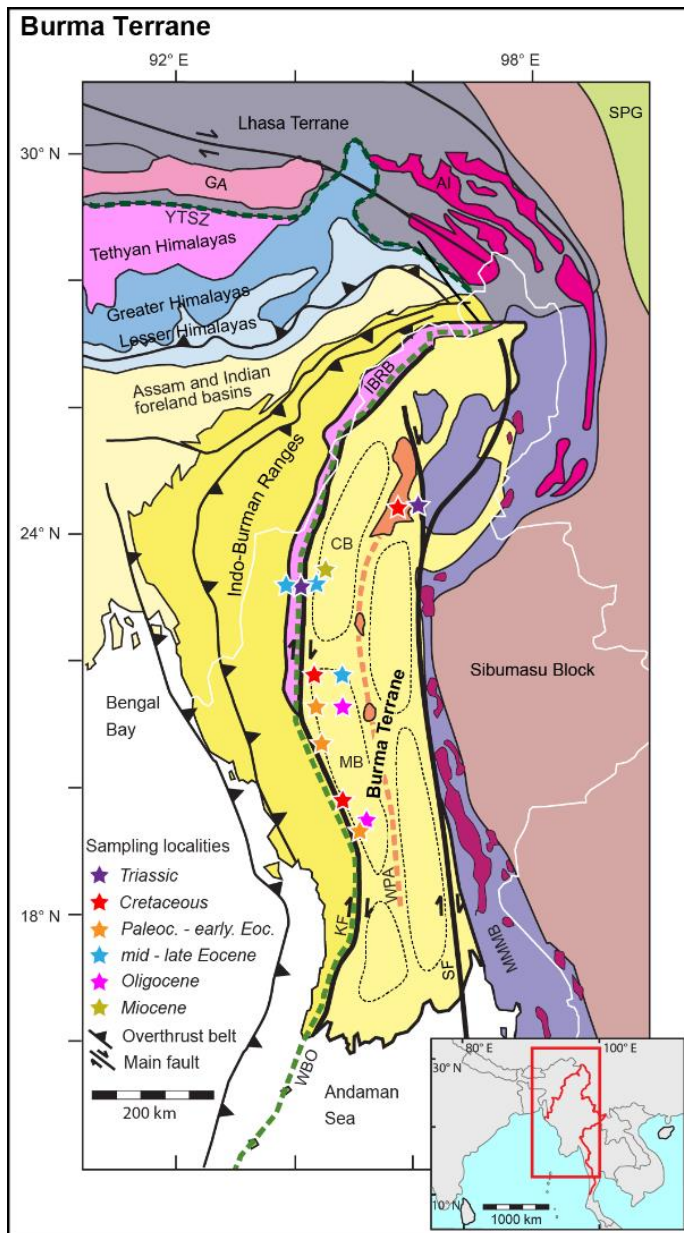 Burma Terrane
92° E
98° E
30° N
24° N
18° N
Lhasa Terrane
SPG
GA
AI
YTSZ
Tethyan Himalayas
Greater Himalayas
Lesser Himalayas
Assam and Indian
foreland basins
IBRB
Indo-Burman Ranges
CB
Sibumasu Block
Bengal
Bay
Burma Terrane
MB
WPA
KF
SF
MMMB
WBO
Andaman
Sea
Sampling localities
Triassic
Cretaceous
Paleoc. - early. Eoc.
mid - late Eocene
Oligocene
Miocene
Overthrust belt
Main fault
200 km
80° E
100° E
30° N
10° N
1000 km